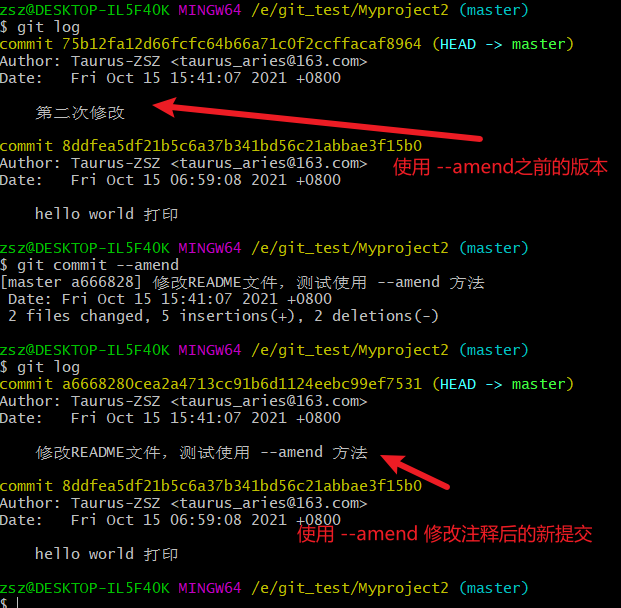 zsz@DESKTOP-IL5F40K MINGW64 /e/git_test/Myproject2 (master)
$ git log
commit 75b12fa12d66fcfc64b66a71c0f2ccffacaf8964 (HEAD -> master)
Author: Taurus-ZSZ <taurus_aries@163.com>
Date:   Fri Oct 15 15:41:07 2021 +0800
第二次修改
commit 8ddfea5df21b5c6a37b341bd56c21abbae3f15b0
Author: Taurus-ZSZ <taurus_aries@163.com>
使用 --amend之前的版本
Date:   Fri Oct 15 06:59:08 2021 +0800
hello world 打印
zsz@DESKTOP-IL5F40K MINGW64 /e/git_test/Myproject2 (master)
$ git commit --amend
[master a666828] 修改README文件，测试使用 --amend 方法
Date: Fri Oct 15 15:41:07 2021 +0800
2 files changed, 5 insertions(+), 2 deletions(-)
zsz@DESKTOP-IL5F40K MINGW64 /e/git_test/Myproject2 (master)
$ git log
commit a6668280cea2a4713cc91b6d1124eebc99ef7531 (HEAD -> master)
Author: Taurus-ZSZ <taurus_aries@163.com>
Date:   Fri Oct 15 15:41:07 2021 +0800
修改README文件，测试使用 --amend 方法
commit 8ddfea5df21b5c6a37b341bd56c21abbae3f15b0
Author: Taurus-ZSZ <taurus_aries@163.com>
Date:   Fri Oct 15 06:59:08 2021 +0800
使用 --amend 修改注释后的新提交
hello world 打印
zsz@DESKTOP-IL5F40K MINGW64 /e/git_test/Myproject2 (master)
$